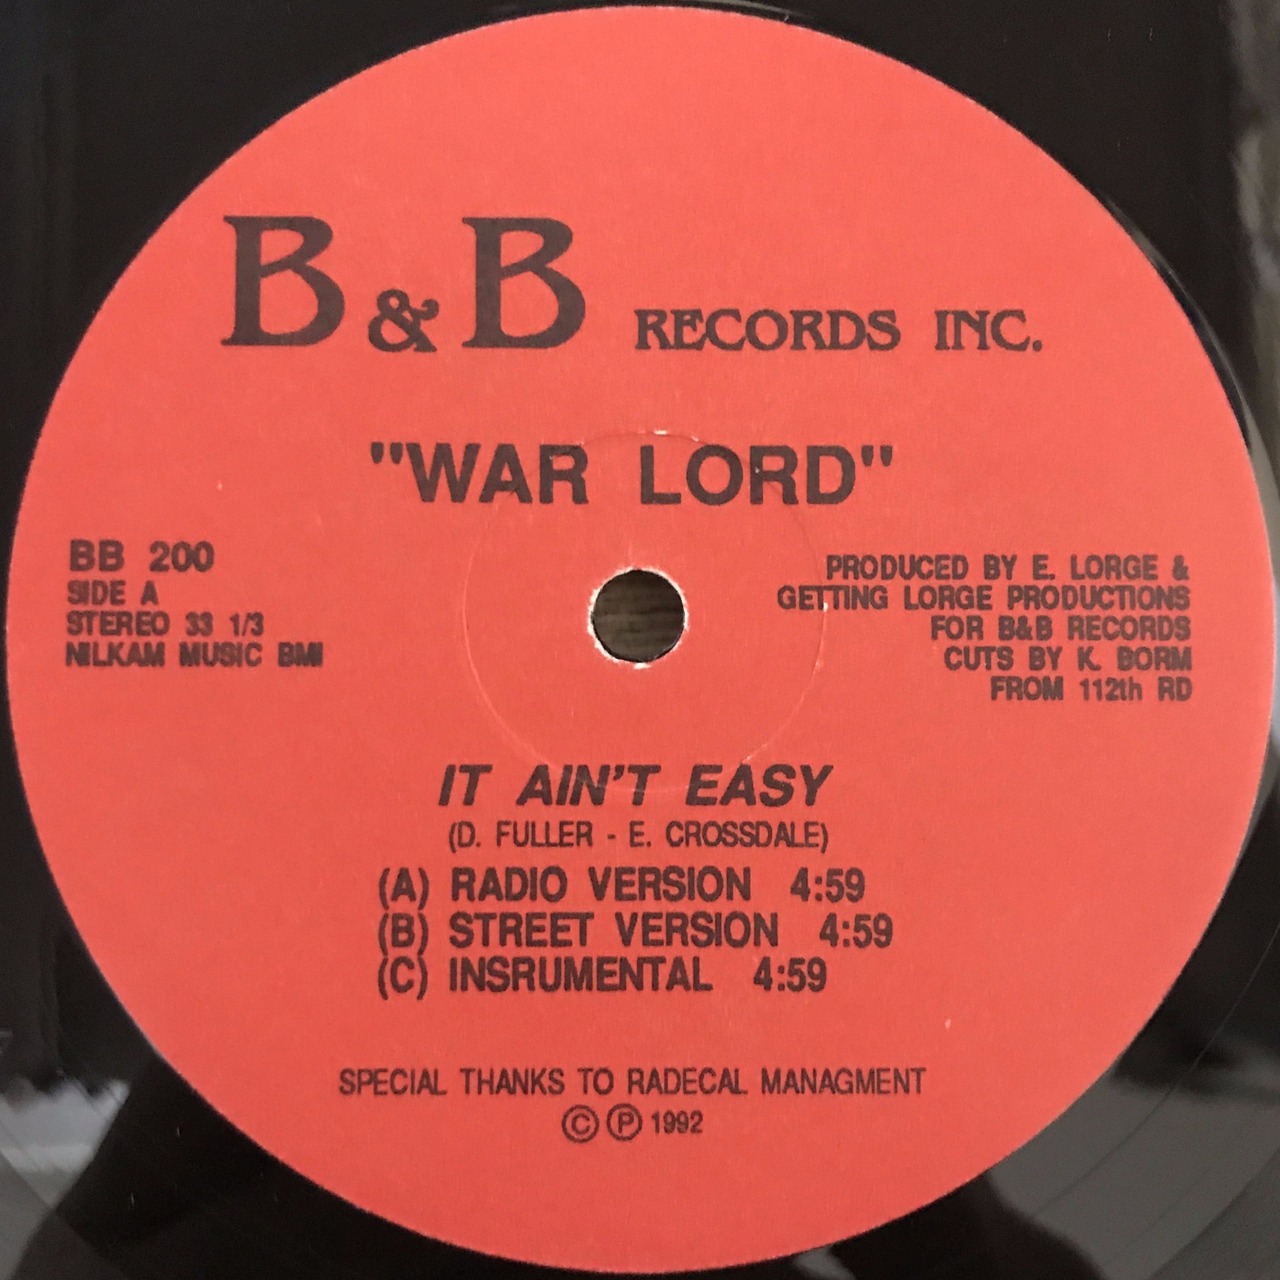 B & B RECORDS INC.
"WAR LORD"
BB 200
SIDE A
STEREO 33 1/3
NILKAM MUSIC BMI
PRODUCED BY E. LORGE &
GETTING LORGE PRODUCTIONS
FOR B&B RECORDS
CUTS BY K. BORM
FROM 112th RD
IT AIN'T EASY
(D. FULLER - E. CROSSDALE)
(A) RADIO VERSION 4:59
(B) STREET VERSION 4:59
(C) INSRUMENTAL 4:59
SPECIAL THANKS TO RADECAL MANAGMENT
© ℗ 1992